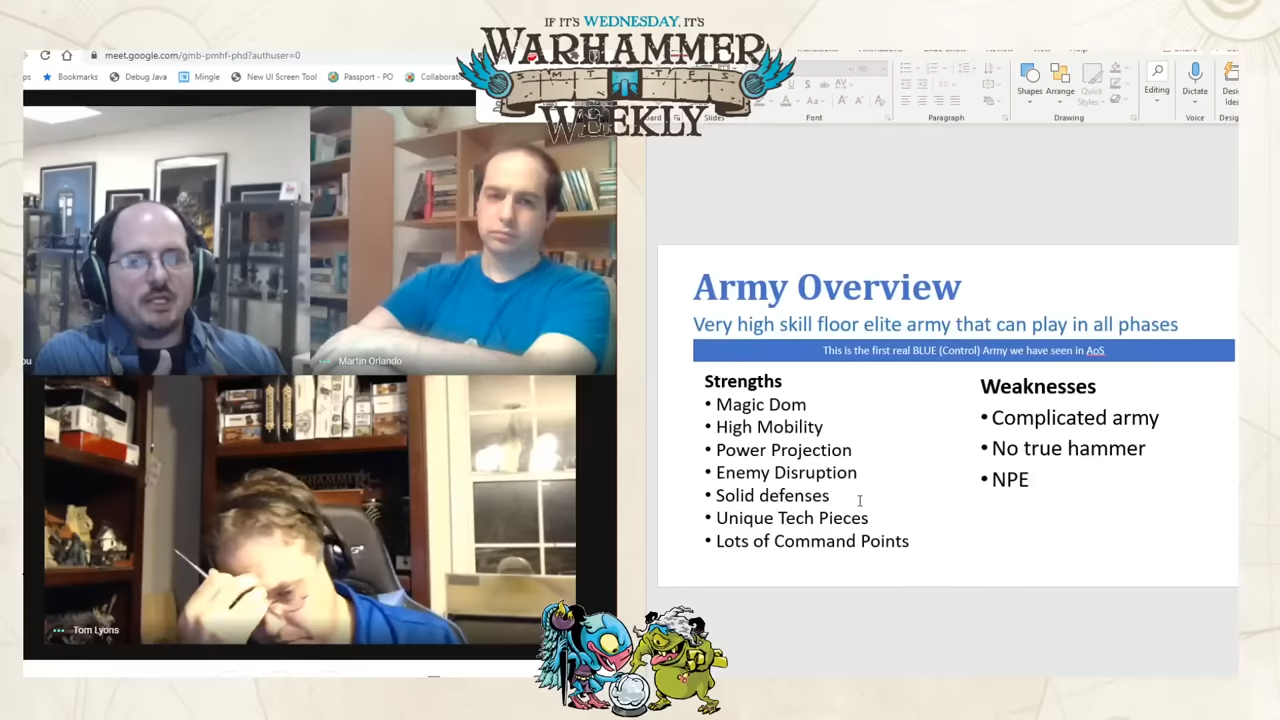 IF IT'S WEDNESDAY, IT'S
WARHAMMER
WEEKLY
meet.google.com/gmb-pmhf-phd?authuser=0
Bookmarks
Debug Java
Mingle
New UI Screen Tool
Passport - PO
Font
Paragraph
Shapes
Arrange
Quick
Styles
Drawing
Editing
Dictate
Voice
Martin Orlando
Tom Lyons
Army Overview
Very high skill floor elite army that can play in all phases
This is the first real BLUE (Control) Army we have seen in AoS
Strengths
• Magic Dom
• High Mobility
• Power Projection
• Enemy Disruption
• Solid defenses
• Unique Tech Pieces
• Lots of Command Points
Weaknesses
• Complicated army
• No true hammer
• NPE